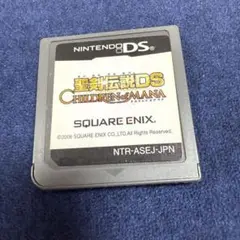 NINTENDO DS
聖剣伝説DS
CHILDREN of MANA
SQUARE ENIX
©2006 SQUARE ENIX CO.,LTD. All Rights Reserved.
NTR-ASEJ-JPN